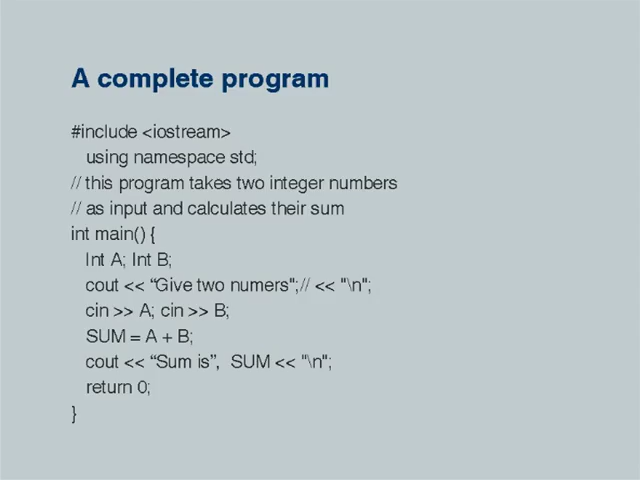 A complete program
#include <iostream>
using namespace std;
// this program takes two integer numbers
// as input and calculates their sum
int main() {
Int A; Int B;
cout << “Give two numers";// << "\n";
cin >> A; cin >> B;
SUM = A + B;
cout << “Sum is”, SUM << "\n";
return 0;
}